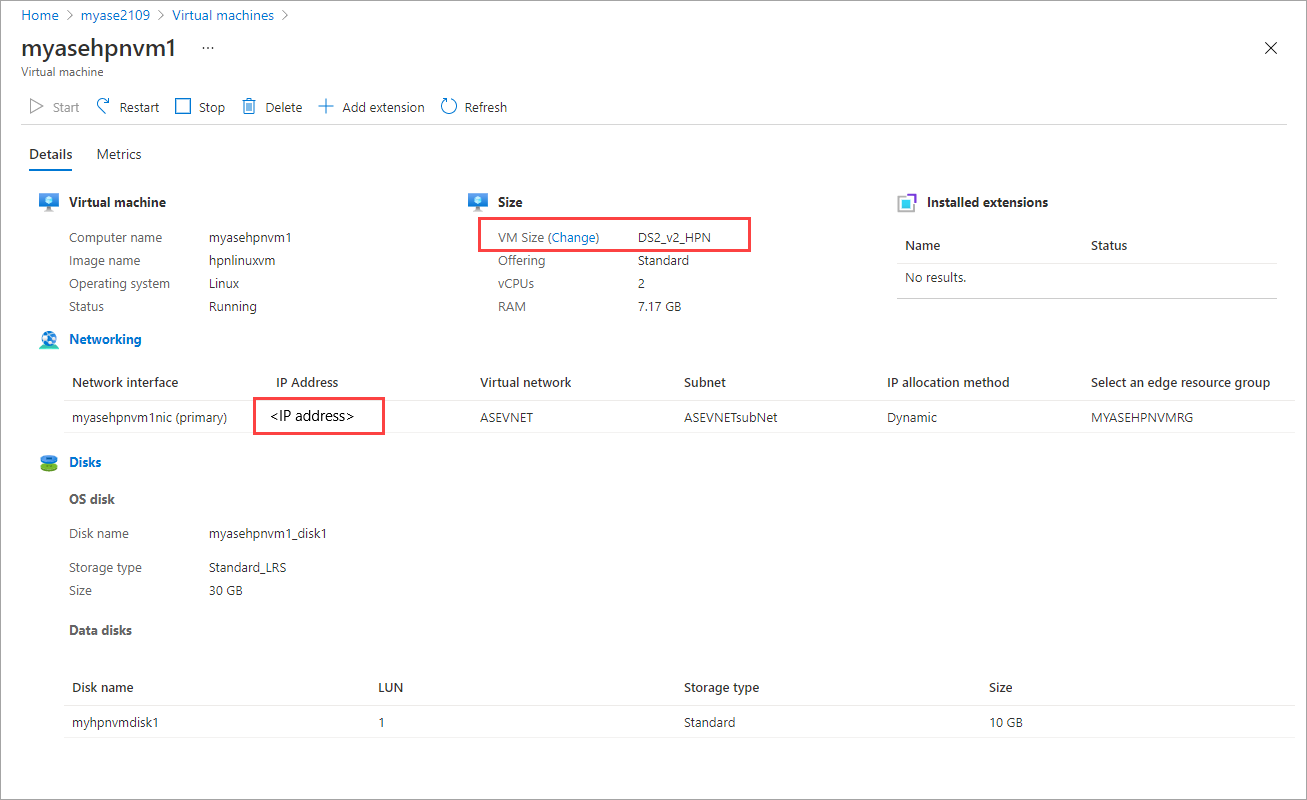 Home > myase2109 > Virtual machines >
myasehpnvm1 ...
Virtual machine
Start Restart Stop Delete Add extension Refresh
Details Metrics
Virtual machine Size Installed extensions
Computer name myasehpnvm1 VM Size (Change) DS2_v2_HPN Name Status
Image name hpnlinuxvm Offering Standard No results.
Operating system Linux vCPUs 2
Status Running RAM 7.17 GB
Networking
Network interface IP Address Virtual network Subnet IP allocation method Select an edge resource group
myasehpnvm1nic (primary) <IP address> ASEVNET ASEVNETsubNet Dynamic MYASEHPNVMRG
Disks
OS disk
Disk name myasehpnvm1_disk1
Storage type Standard_LRS
Size 30 GB
Data disks
Disk name LUN Storage type Size
myhpnvmdisk1 1 Standard 10 GB